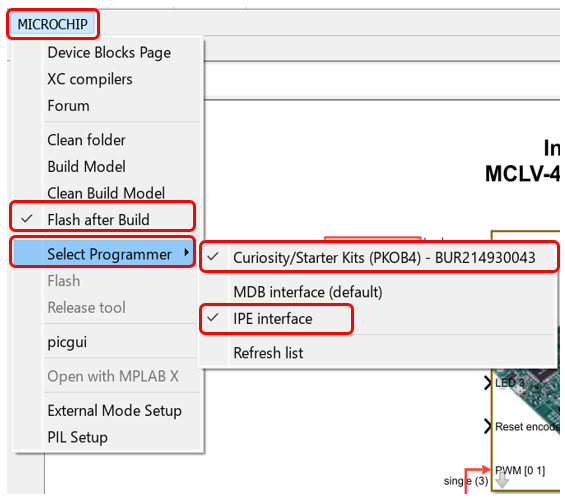 MICROCHIP
Device Blocks Page
XC compilers
Forum
Clean folder
Build Model
Clean Build Model
Flash after Build
Select Programmer
Flash
Release tool
picgui
Open with MPLAB X
External Mode Setup
PIL Setup
Curiosity/Starter Kits (PKOB4) - BUR214930043
MDB interface (default)
IPE interface
Refresh list
In
MCLV-4
LED 3
Reset encode
PWM [0 1]
single (3)